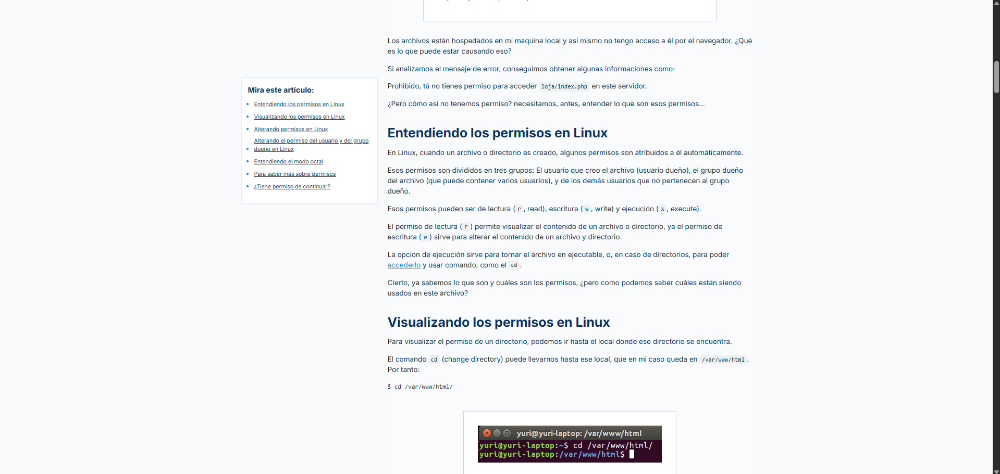 Los archivos están hospedados en mi maquina local y así mismo no tengo acceso a él por el navegador. ¿Qué
es lo que puede estar causando eso?
Si analizamos el mensaje de error, conseguimos obtener algunas informaciones como:
Prohibido, tú no tienes permiso para acceder loja/index.php en este servidor.
¿Pero cómo así no tenemos permiso? necesitamos, antes, entender lo que son esos permisos...
Mira este artículo:
Entendiendo los permisos en Linux
Visualizando los permisos en Linux
Alterando permisos en Linux
Alterando el permiso del usuario y del grupo
dueño en Linux
Entendiendo el modo octal
Para saber más sobre permisos
¿Tiene permiso de continuar?
Entendiendo los permisos en Linux
En Linux, cuando un archivo o directorio es creado, algunos permisos son atribuidos a él automáticamente.
Esos permisos son divididos en tres grupos: El usuario que creo el archivo (usuario dueño), el grupo dueño
del archivo (que puede contener varios usuarios), y de los demás usuarios que no pertenecen al grupo
dueño.
Esos permisos pueden ser de lectura ( r , read), escritura ( w , write) y ejecución ( x , execute).
El permiso de lectura ( r ) permite visualizar el contenido de un archivo o directorio, ya el permiso de
escritura ( w ) sirve para alterar el contenido de un archivo y directorio.
La opción de ejecución sirve para tornar el archivo en ejecutable, o, en caso de directorios, para poder
accederlo y usar comando, como el cd .
Cierto, ya sabemos lo que son y cuáles son los permisos, ¿pero como podemos saber cuáles están siendo
usados en este archivo?
Visualizando los permisos en Linux
Para visualizar el permiso de un directorio, podemos ir hasta el local donde ese directorio se encuentra.
El comando cd (change directory) puede llevarnos hasta ese local, que en mi caso queda en /var/www/html .
Por tanto:
$ cd /var/www/html/
yuri@yuri-laptop: /var/www/html
yuri@yuri-laptop:~$ cd /var/www/html/
yuri@yuri-laptop:/var/www/html$